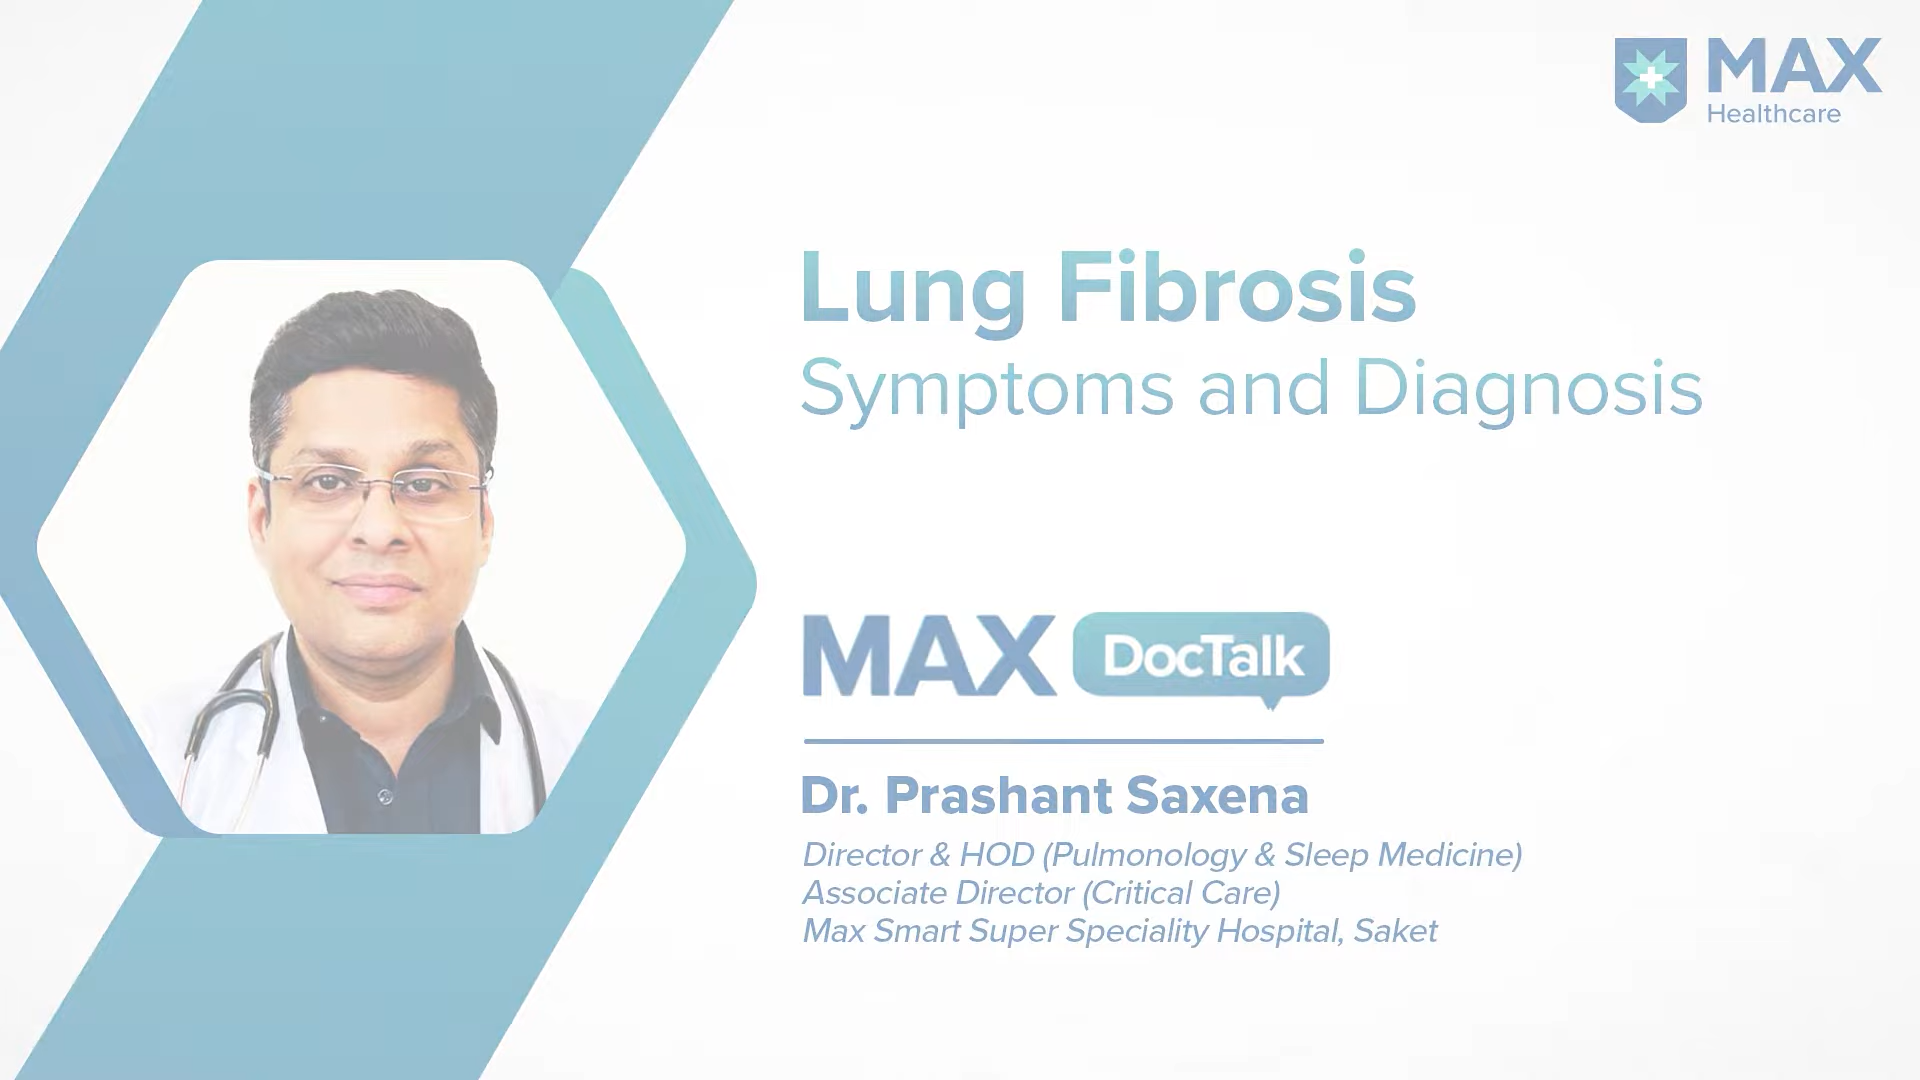 MAX
Healthcare
Lung Fibrosis
Symptoms and Diagnosis
MAX DocTalk
Dr. Prashant Saxena
Director & HOD (Pulmonology & Sleep Medicine)
Associate Director (Critical Care)
Max Smart Super Speciality Hospital, Saket